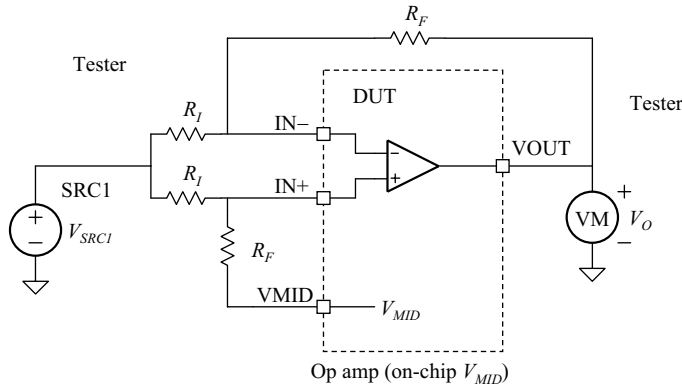 R_F
Tester
DUT
Tester
R_I
IN−
VOUT
R_I
−
SRC1
IN+
+
+
+
V_SRC1
VM
V_O
−
R_F
−
VMID
V_MID
Op amp (on-chip V_MID)